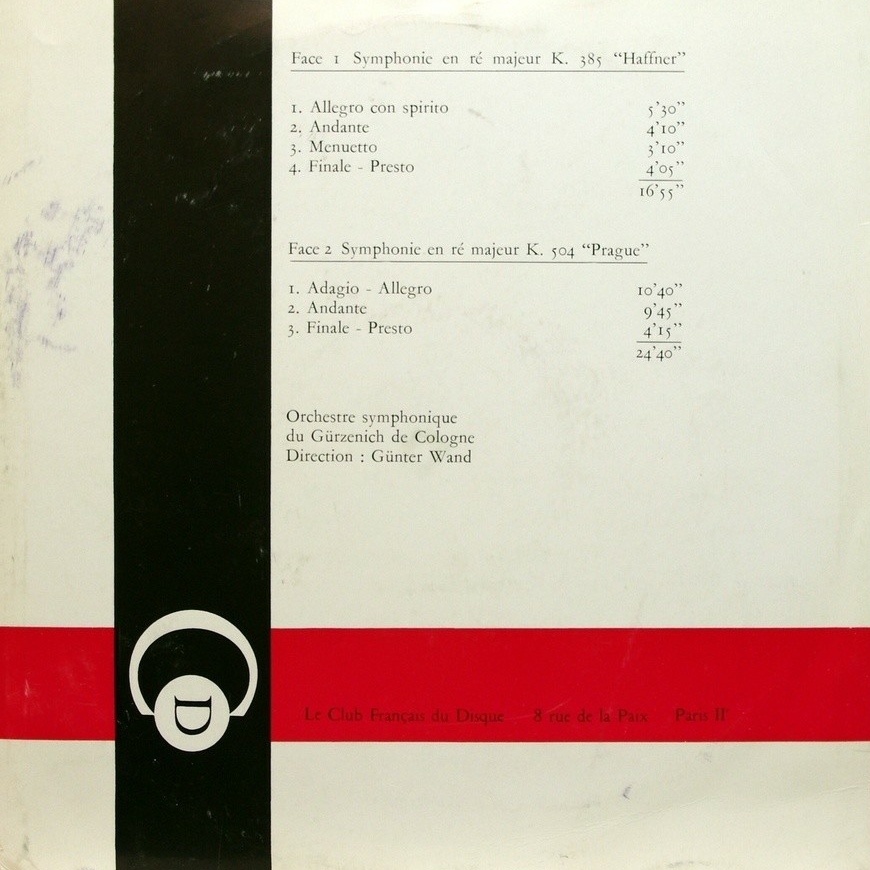 Face 1 Symphonie en ré majeur K. 385 “Haffner”
1. Allegro con spirito 5’30”
2. Andante 4’10”
3. Menuetto 3’10”
4. Finale - Presto 4’05”
16’55”
Face 2 Symphonie en ré majeur K. 504 “Prague”
1. Adagio - Allegro 10’40”
2. Andante 9’45”
3. Finale - Presto 4’15”
24’40”
Orchestre symphonique
du Gürzenich de Cologne
Direction : Günter Wand
D
Le Club Français du Disque 8 rue de la Paix Paris IIᵉ